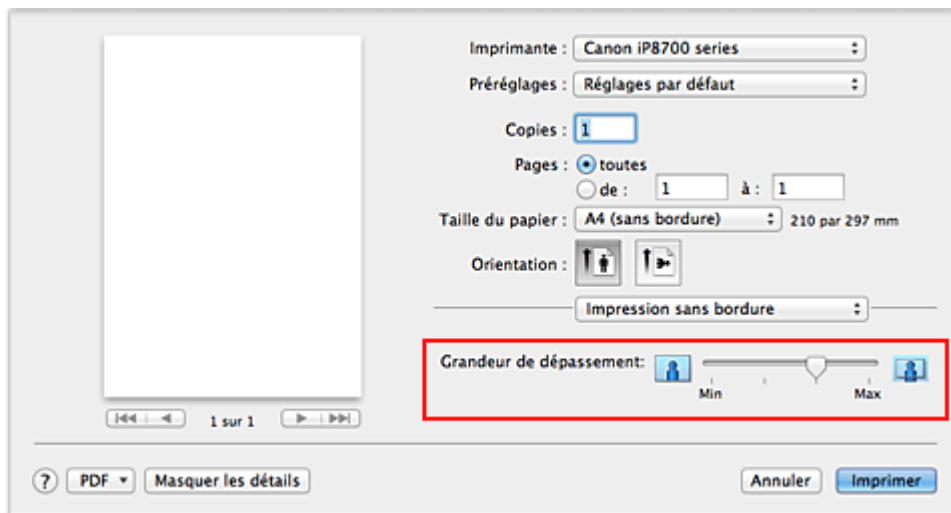 Imprimante : Canon iP8700 series
Préréglages : Réglages par défaut
Copies : 1
Pages : toutes
de : 1 à : 1
Taille du papier : A4 (sans bordure) 210 par 297 mm
Orientation :
Impression sans bordure
Grandeur de dépassement:
Min Max
1 sur 1
? PDF Masquer les détails Annuler Imprimer